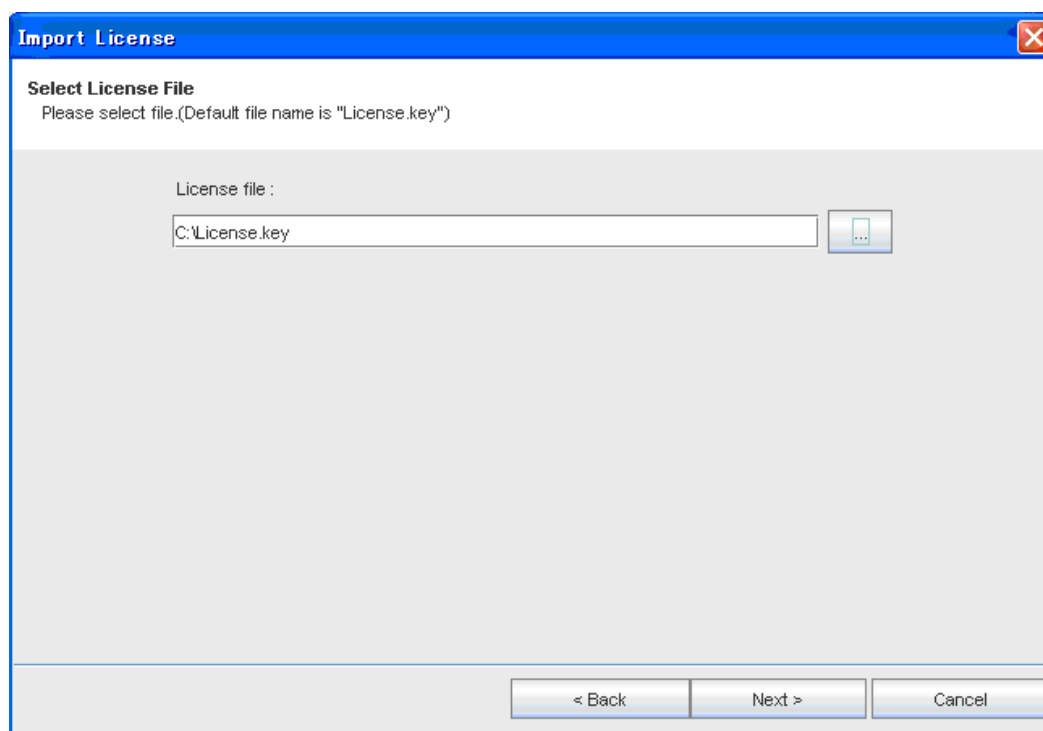 Import License
Select License File
Please select file.(Default file name is "License.key")
License file :
C:\License.key
...
< Back Next > Cancel